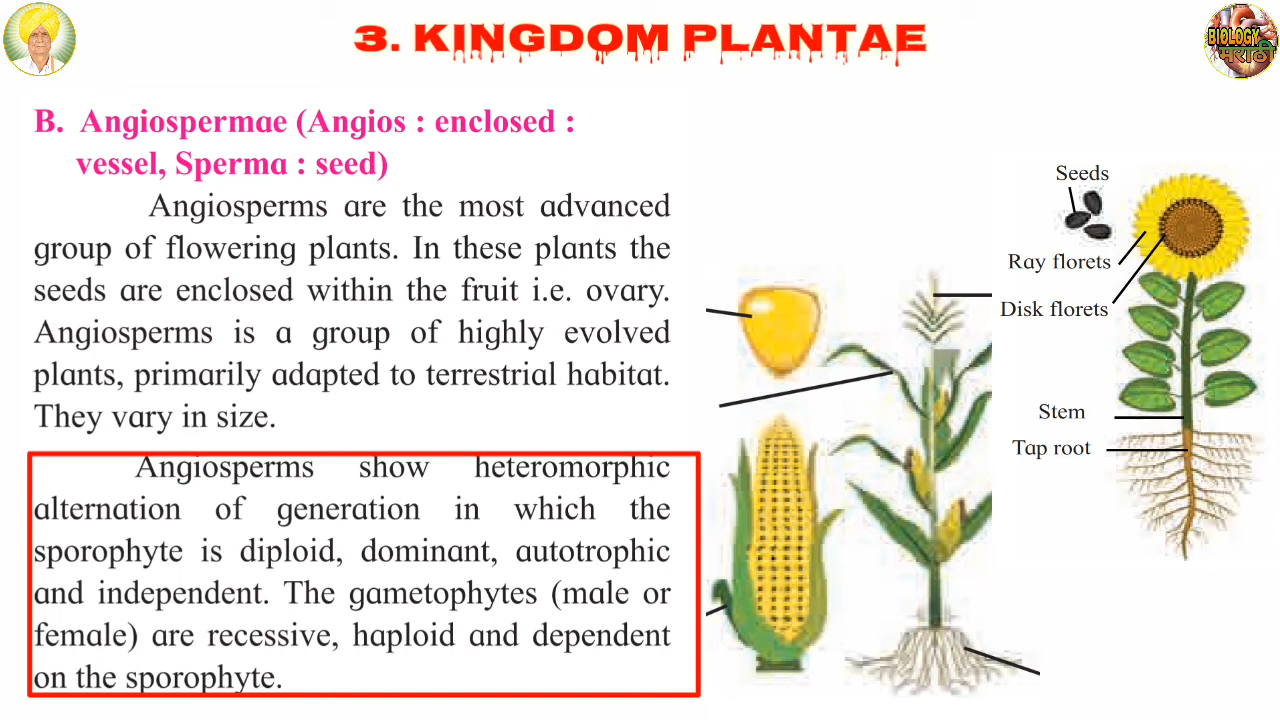 3. KINGDOM PLANTAE
BIOLOGY
मराठी
B. Angiospermae (Angios : enclosed :
vessel, Sperma : seed)
Angiosperms are the most advanced
group of flowering plants. In these plants the
seeds are enclosed within the fruit i.e. ovary.
Angiosperms is a group of highly evolved
plants, primarily adapted to terrestrial habitat.
They vary in size.
Angiosperms show heteromorphic
alternation of generation in which the
sporophyte is diploid, dominant, autotrophic
and independent. The gametophytes (male or
female) are recessive, haploid and dependent
on the sporophyte.
Seeds
Ray florets
Disk florets
Stem
Tap root